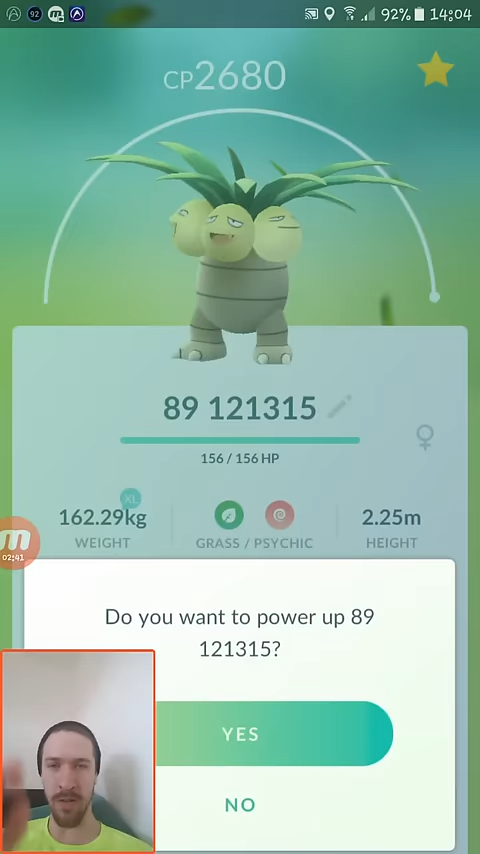 92
92%
14:04
CP2680
89 121315
156 / 156 HP
XL
162.29kg
2.25m
WEIGHT
GRASS / PSYCHIC
HEIGHT
02:41
Do you want to power up 89
121315?
YES
NO